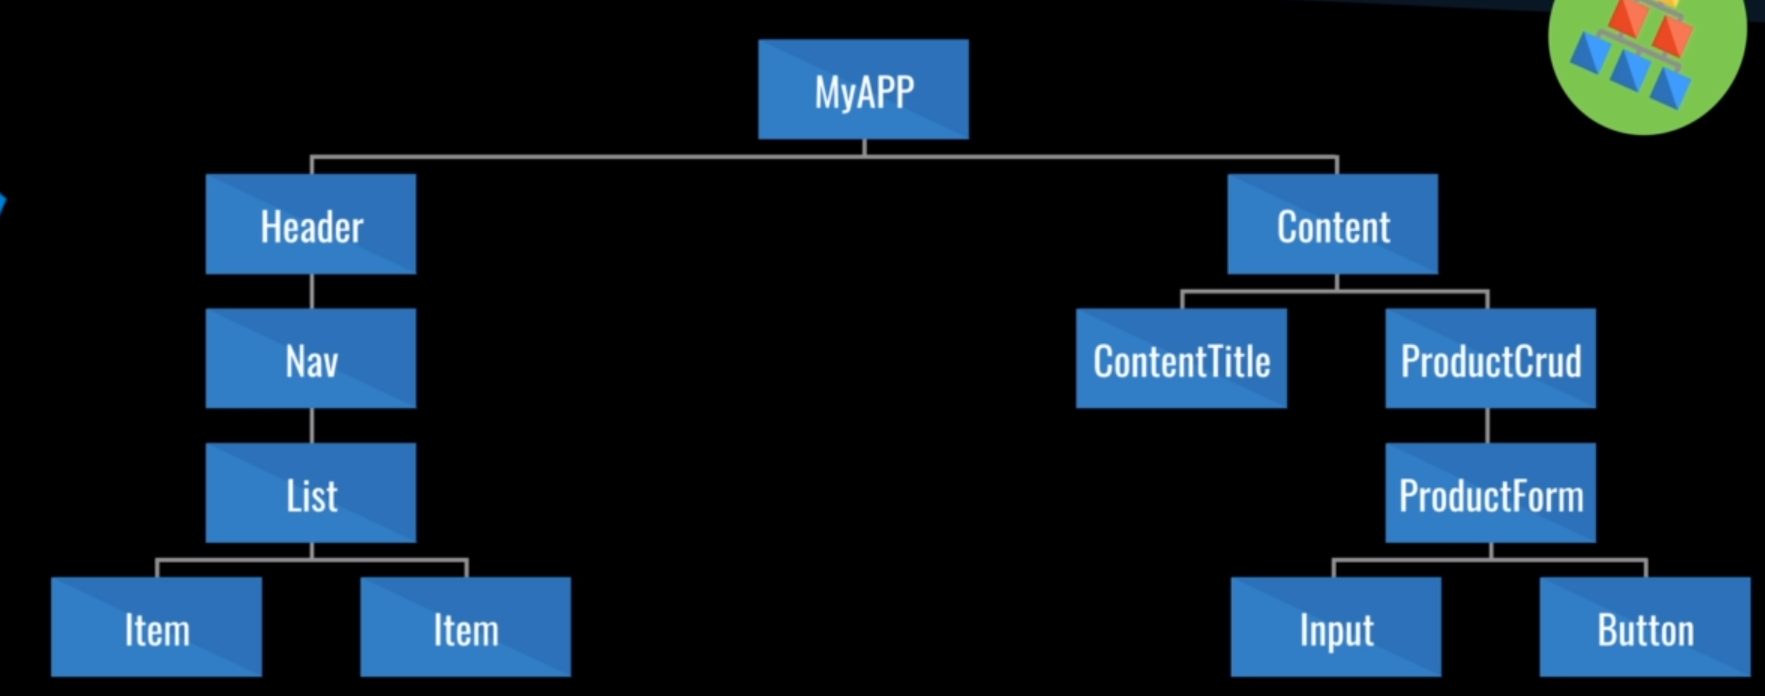 MyAPP
Header
Content
Nav
ContentTitle
ProductCrud
List
ProductForm
Item
Item
Input
Button